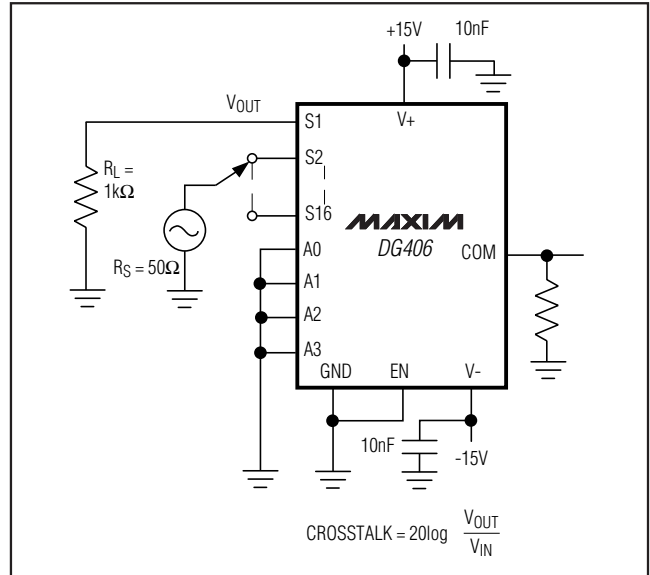 +15V
10nF
VOUT
S1
V+
RL =
1kΩ
S2
S16
MAXIM
DG406
RS = 50Ω
A0
COM
A1
A2
A3
GND
EN
V-
10nF
-15V
CROSSTALK = 20log VOUT
VIN